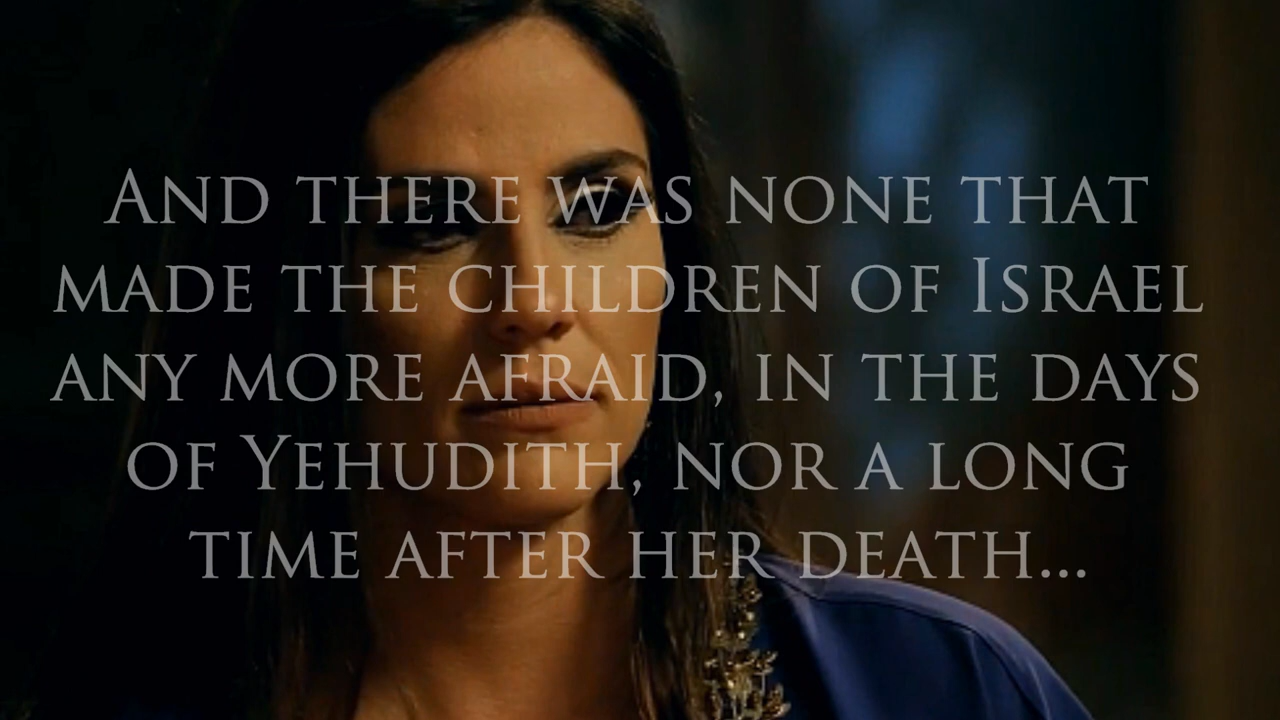 And there was none that
made the children of Israel
any more afraid, in the days
of Yehudith, nor a long
time after her death...